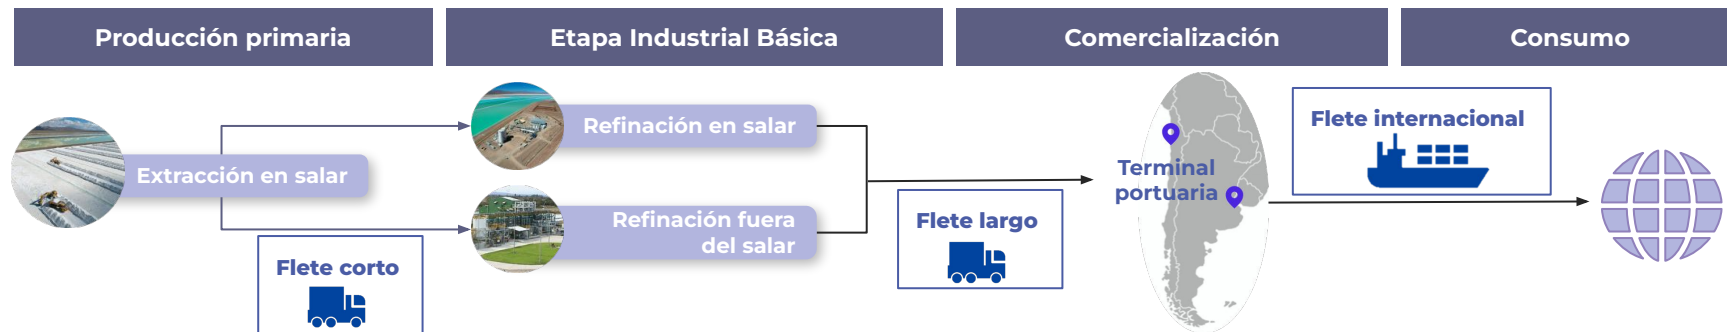 Producción primaria
Etapa Industrial Básica
Comercialización
Consumo
Extracción en salar
Flete corto
Refinación en salar
Refinación fuera
del salar
Flete largo
Terminal
portuaria
Flete internacional